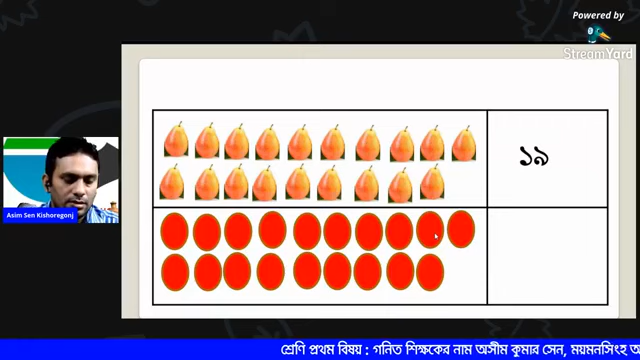 Powered by
StreamYard
১৯
Asim Sen Kishoregonj
শ্রেণি প্রথম বিষয় : গনিত শিক্ষকের নাম অসীম কুমার সেন, ময়মনসিংহ